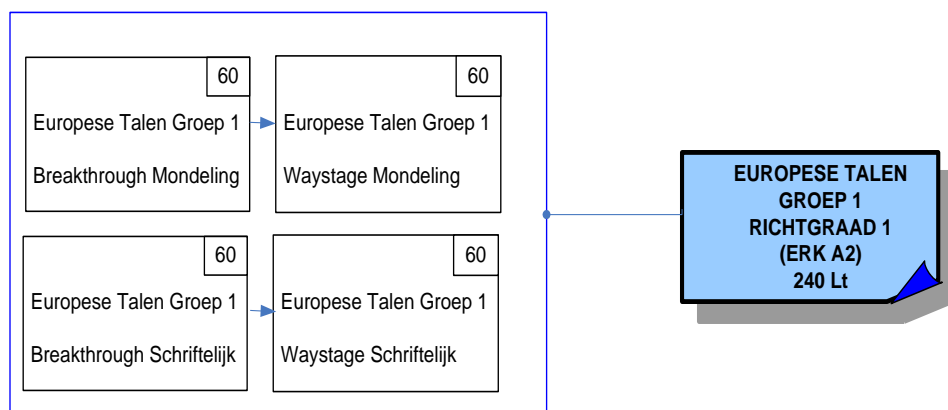 60
Europese Talen Groep 1
Breakthrough Mondeling
60
Europese Talen Groep 1
Waystage Mondeling
60
Europese Talen Groep 1
Breakthrough Schriftelijk
60
Europese Talen Groep 1
Waystage Schriftelijk
EUROPESE TALEN
GROEP 1
RICHTGRAAD 1
(ERK A2)
240 Lt